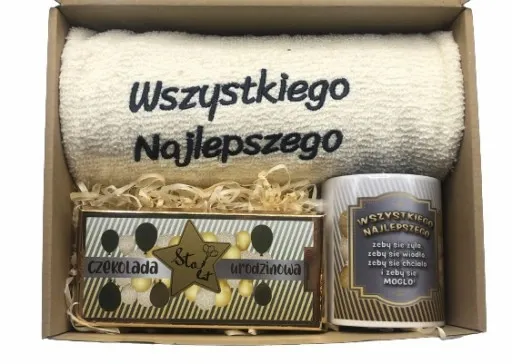 Wszystkiego
Najlepszego
WSZYSTKIEGO
NAJLEPSZEGO
żeby się żyło
żeby się wiodło
żeby się chciało
i żeby się
MOGŁO!
Sto
lat
czekolada urodzinowa